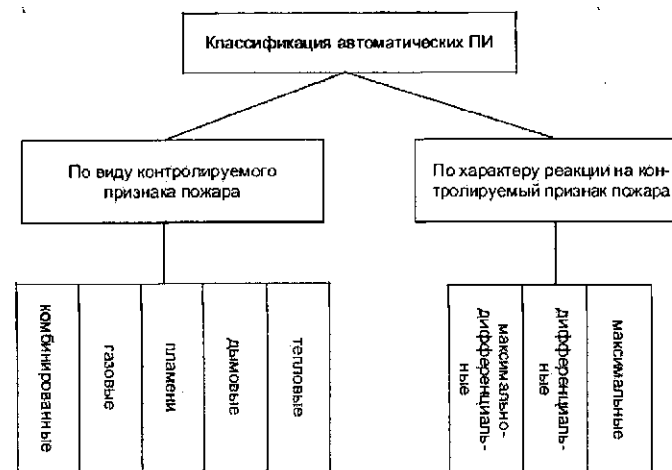 Классификация автоматических ПИ
По виду контролируемого
признака пожара
По характеру реакции на кон-
тролируемый признак пожара
комбинированные
газовые
пламени
дымовые
тепловые
максимально-
дифференциаль-
ные
дифференциаль-
ные
максимальные